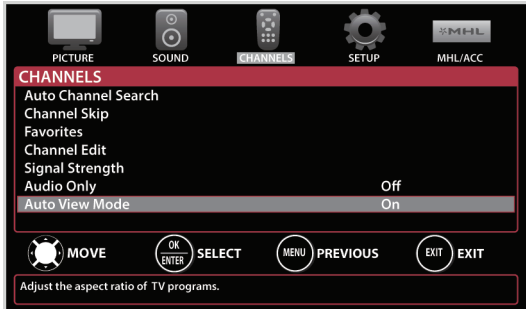 MHL
PICTURE SOUND CHANNELS SETUP MHL/ACC
CHANNELS
Auto Channel Search
Channel Skip
Favorites
Channel Edit
Signal Strength
Audio Only Off
Auto View Mode On
MOVE OK ENTER SELECT MENU PREVIOUS EXIT EXIT
Adjust the aspect ratio of TV programs.